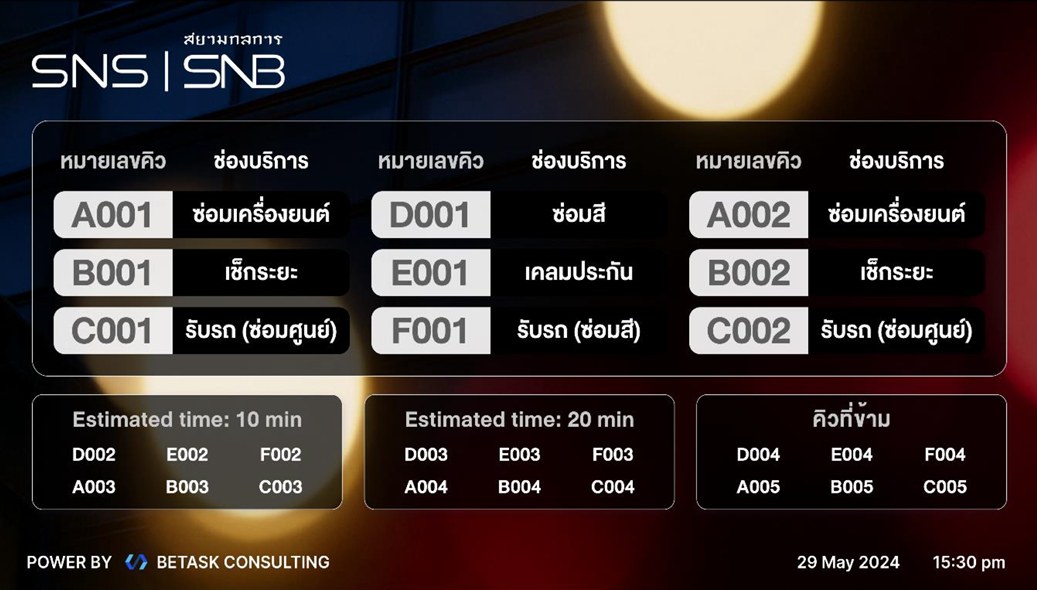 สยามกลการ
SNS | SNB
หมายเลขคิว ช่องบริการ หมายเลขคิว ช่องบริการ หมายเลขคิว ช่องบริการ
A001 ซ่อมเครื่องยนต์ D001 ซ่อมสี A002 ซ่อมเครื่องยนต์
B001 เช็กระยะ E001 เคลมประกัน B002 เช็กระยะ
C001 รับรถ (ซ่อมศูนย์) F001 รับรถ (ซ่อมสี) C002 รับรถ (ซ่อมศูนย์)
Estimated time: 10 min
D002 E002 F002
A003 B003 C003
Estimated time: 20 min
D003 E003 F003
A004 B004 C004
คิวที่ข้าม
D004 E004 F004
A005 B005 C005
POWER BY BETASK CONSULTING
29 May 2024 15:30 pm